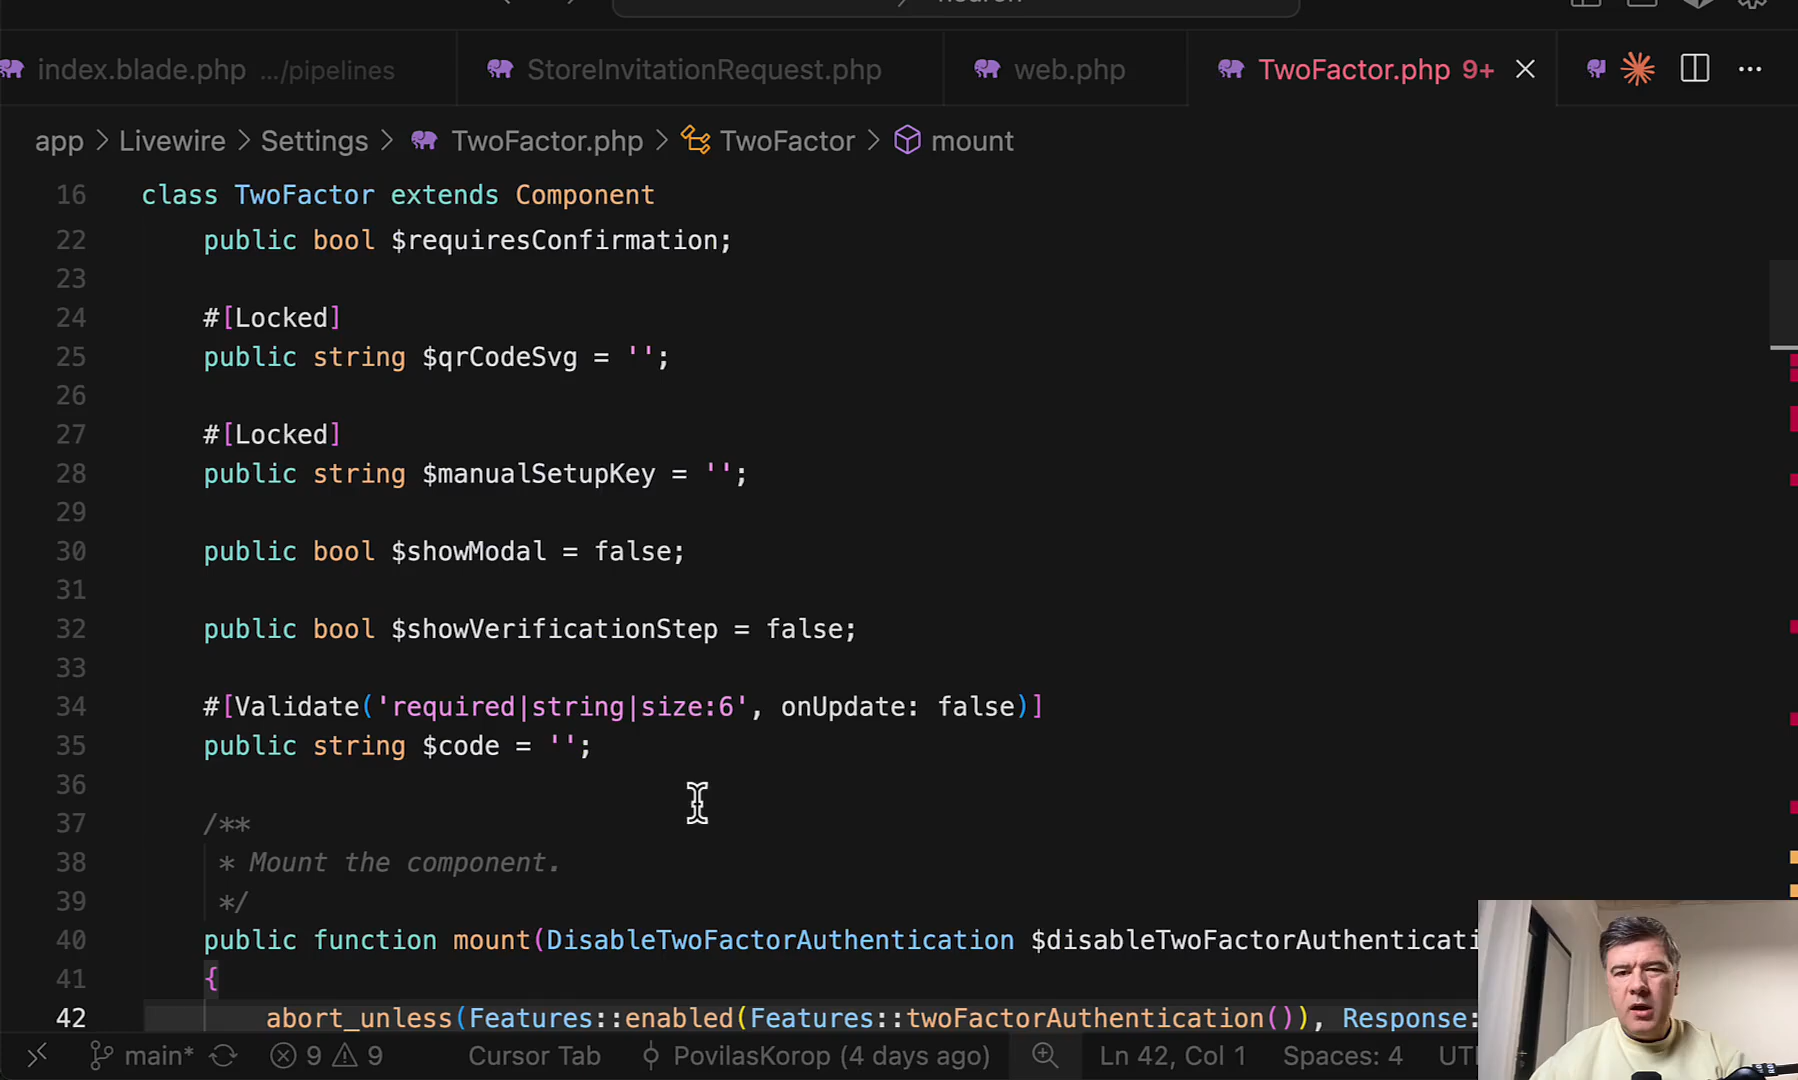 index.blade.php .../pipelines
StoreInvitationRequest.php
web.php
TwoFactor.php 9+
app > Livewire > Settings > TwoFactor.php > TwoFactor > mount
16 class TwoFactor extends Component
22 public bool $requiresConfirmation;
23
24 #[Locked]
25 public string $qrCodeSvg = '';
26
27 #[Locked]
28 public string $manualSetupKey = '';
29
30 public bool $showModal = false;
31
32 public bool $showVerificationStep = false;
33
34 #[Validate('required|string|size:6', onUpdate: false)]
35 public string $code = '';
36
37 /**
38 * Mount the component.
39 */
40 public function mount(DisableTwoFactorAuthentication $disableTwoFactorAuthenticati
41 {
42 abort_unless(Features::enabled(Features::twoFactorAuthentication()), Response:
main* 9 9 Cursor Tab PovilasKorop (4 days ago) Ln 42, Col 1 Spaces: 4